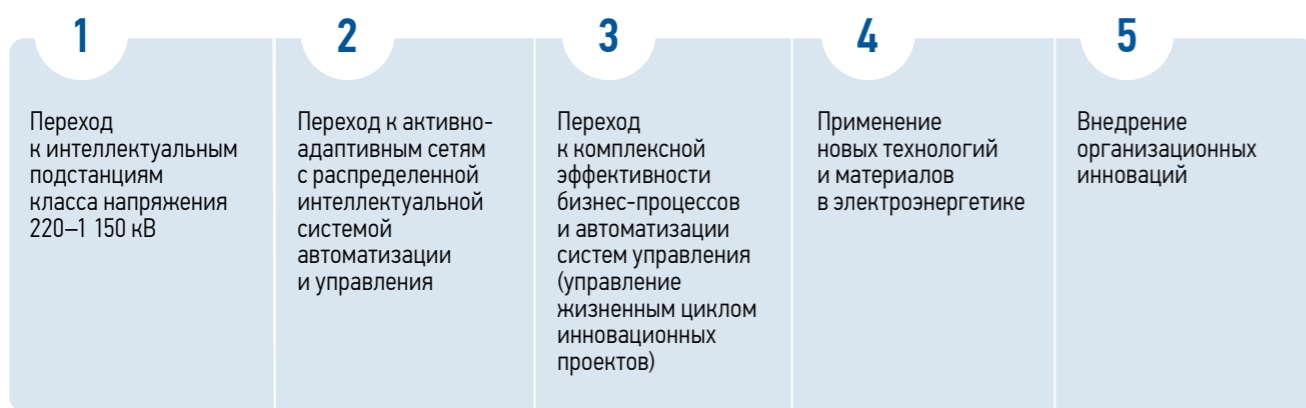 1
Переход
к интеллектуальным
подстанциям
класса напряжения
220–1 150 кВ
2
Переход к активно-
адаптивным сетям
с распределенной
интеллектуальной
системой
автоматизации
и управления
3
Переход
к комплексной
эффективности
бизнес-процессов
и автоматизации
систем управления
(управление
жизненным циклом
инновационных
проектов)
4
Применение
новых технологий
и материалов
в электроэнергетике
5
Внедрение
организационных
инноваций